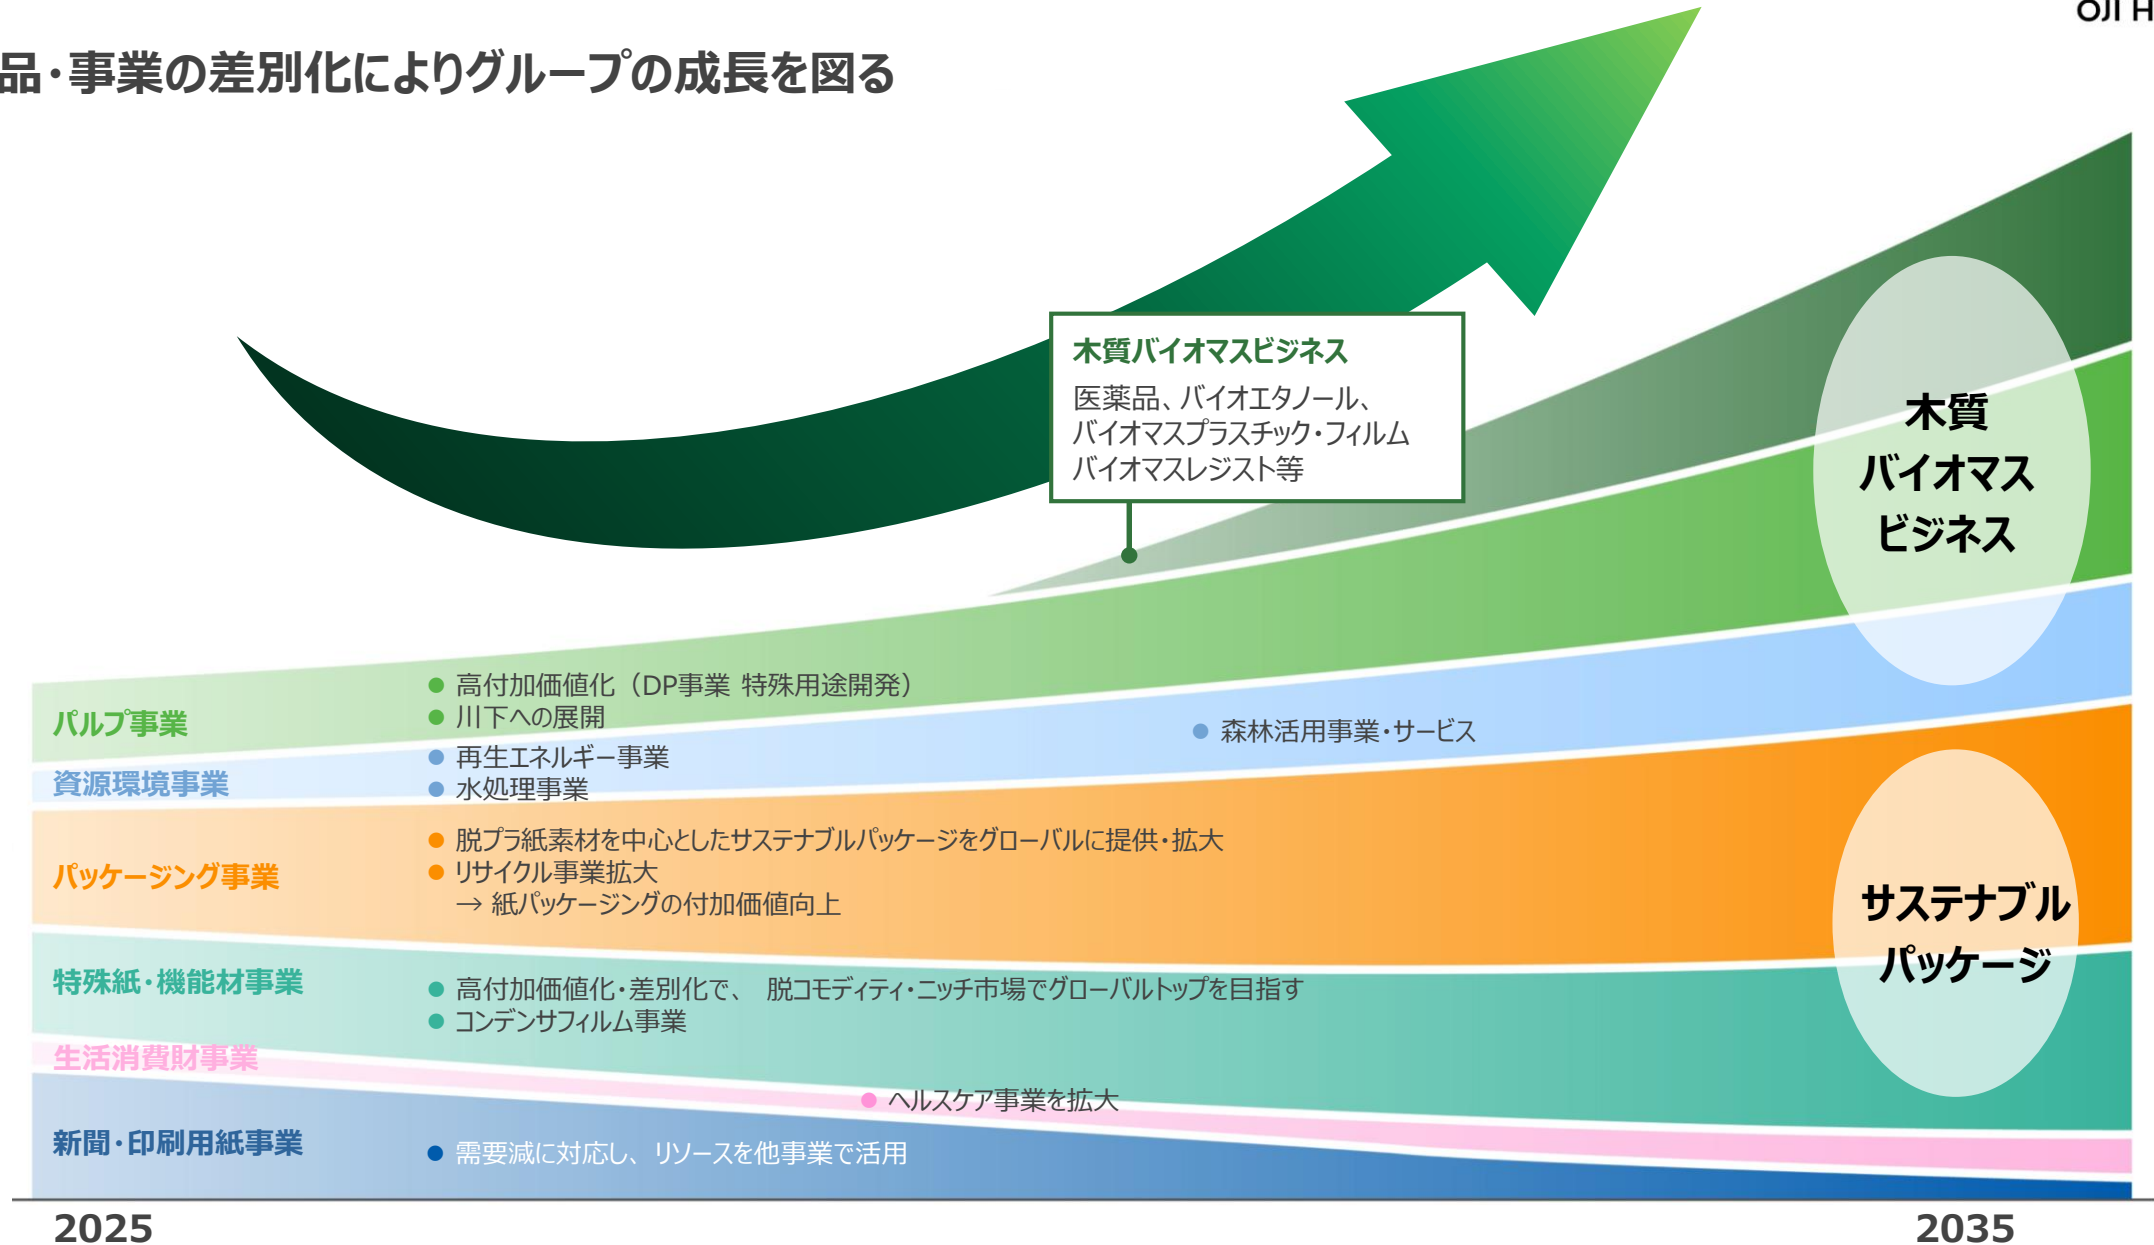 OJI H
品・事業の差別化によりグループの成長を図る
木質バイオマスビジネス
医薬品、バイオエタノール、
バイオマスプラスチック・フィルム
バイオマスレジスト等
木質
バイオマス
ビジネス
パルプ事業
● 高付加価値化（DP事業 特殊用途開発）
● 川下への展開
資源環境事業
● 再生エネルギー事業
● 水処理事業
● 森林活用事業・サービス
パッケージング事業
● 脱プラ紙素材を中心としたサステナブルパッケージをグローバルに提供・拡大
● リサイクル事業拡大
→ 紙パッケージングの付加価値向上
サステナブル
パッケージ
特殊紙・機能材事業
● 高付加価値化・差別化で、 脱コモディティ・ニッチ市場でグローバルトップを目指す
● コンデンサフィルム事業
生活消費財事業
● ヘルスケア事業を拡大
新聞・印刷用紙事業
● 需要減に対応し、リソースを他事業で活用
2025
2035